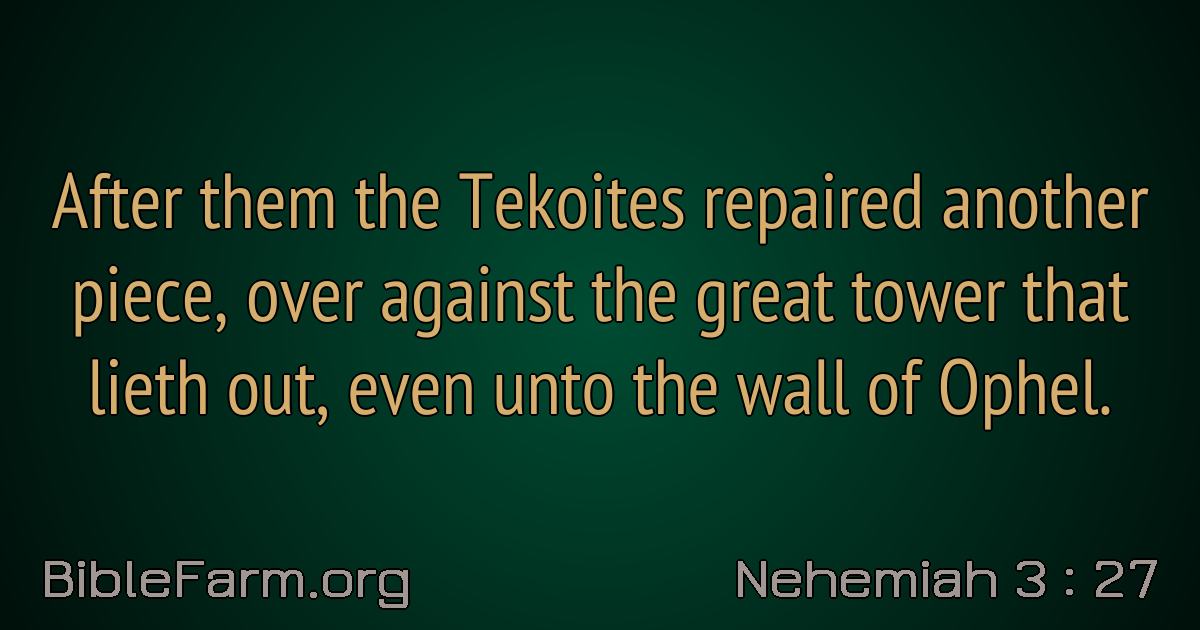 After them the Tekoites repaired another
piece, over against the great tower that
lieth out, even unto the wall of Ophel.
BibleFarm.org
Nehemiah 3 : 27